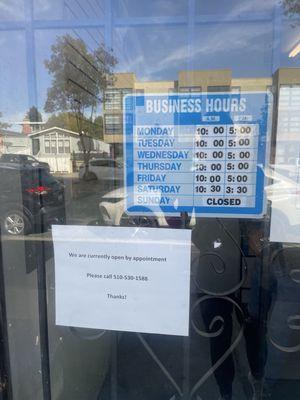 BUSINESS HOURS
A.M. P.M.
MONDAY 10:00 5:00
TUESDAY 10:00 5:00
WEDNESDAY 10:00 5:00
THURSDAY 10:00 5:00
FRIDAY 10:00 5:00
SATURDAY 10:30 3:30
SUNDAY CLOSED
We are currently open by appointment
Please call 510-530-1588
Thanks!